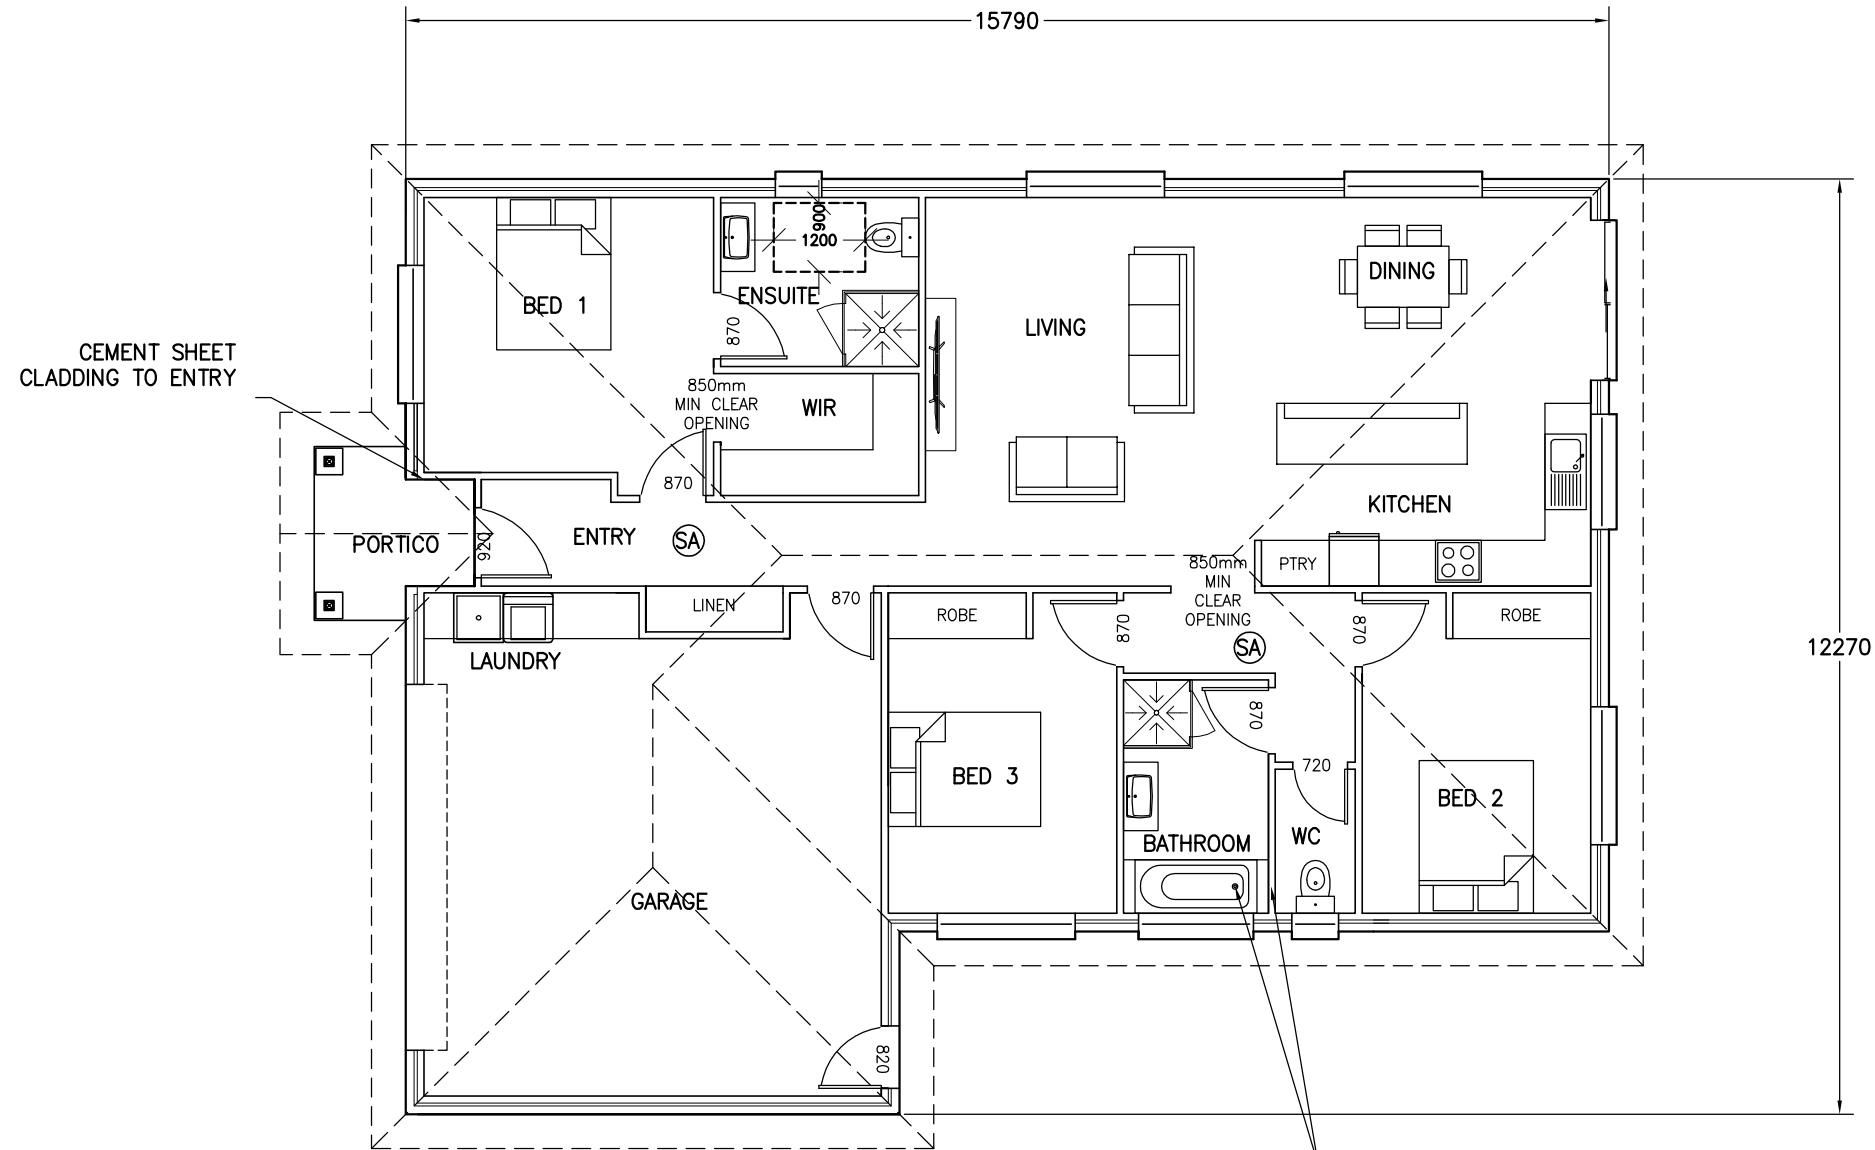 15790
900
1200
ENSUITE
BED 1
870
DINING
LIVING
CEMENT SHEET
CLADDING TO ENTRY
850mm
MIN CLEAR
OPENING
WIR
870
KITCHEN
ENTRY
SA
PORTICO
920
PTRY
850mm
MIN
CLEAR
OPENING
LINEN
870
ROBE
870
870
ROBE
SA
LAUNDRY
12270
870
720
BED 3
BED 2
WC
BATHROOM
GARAGE
820